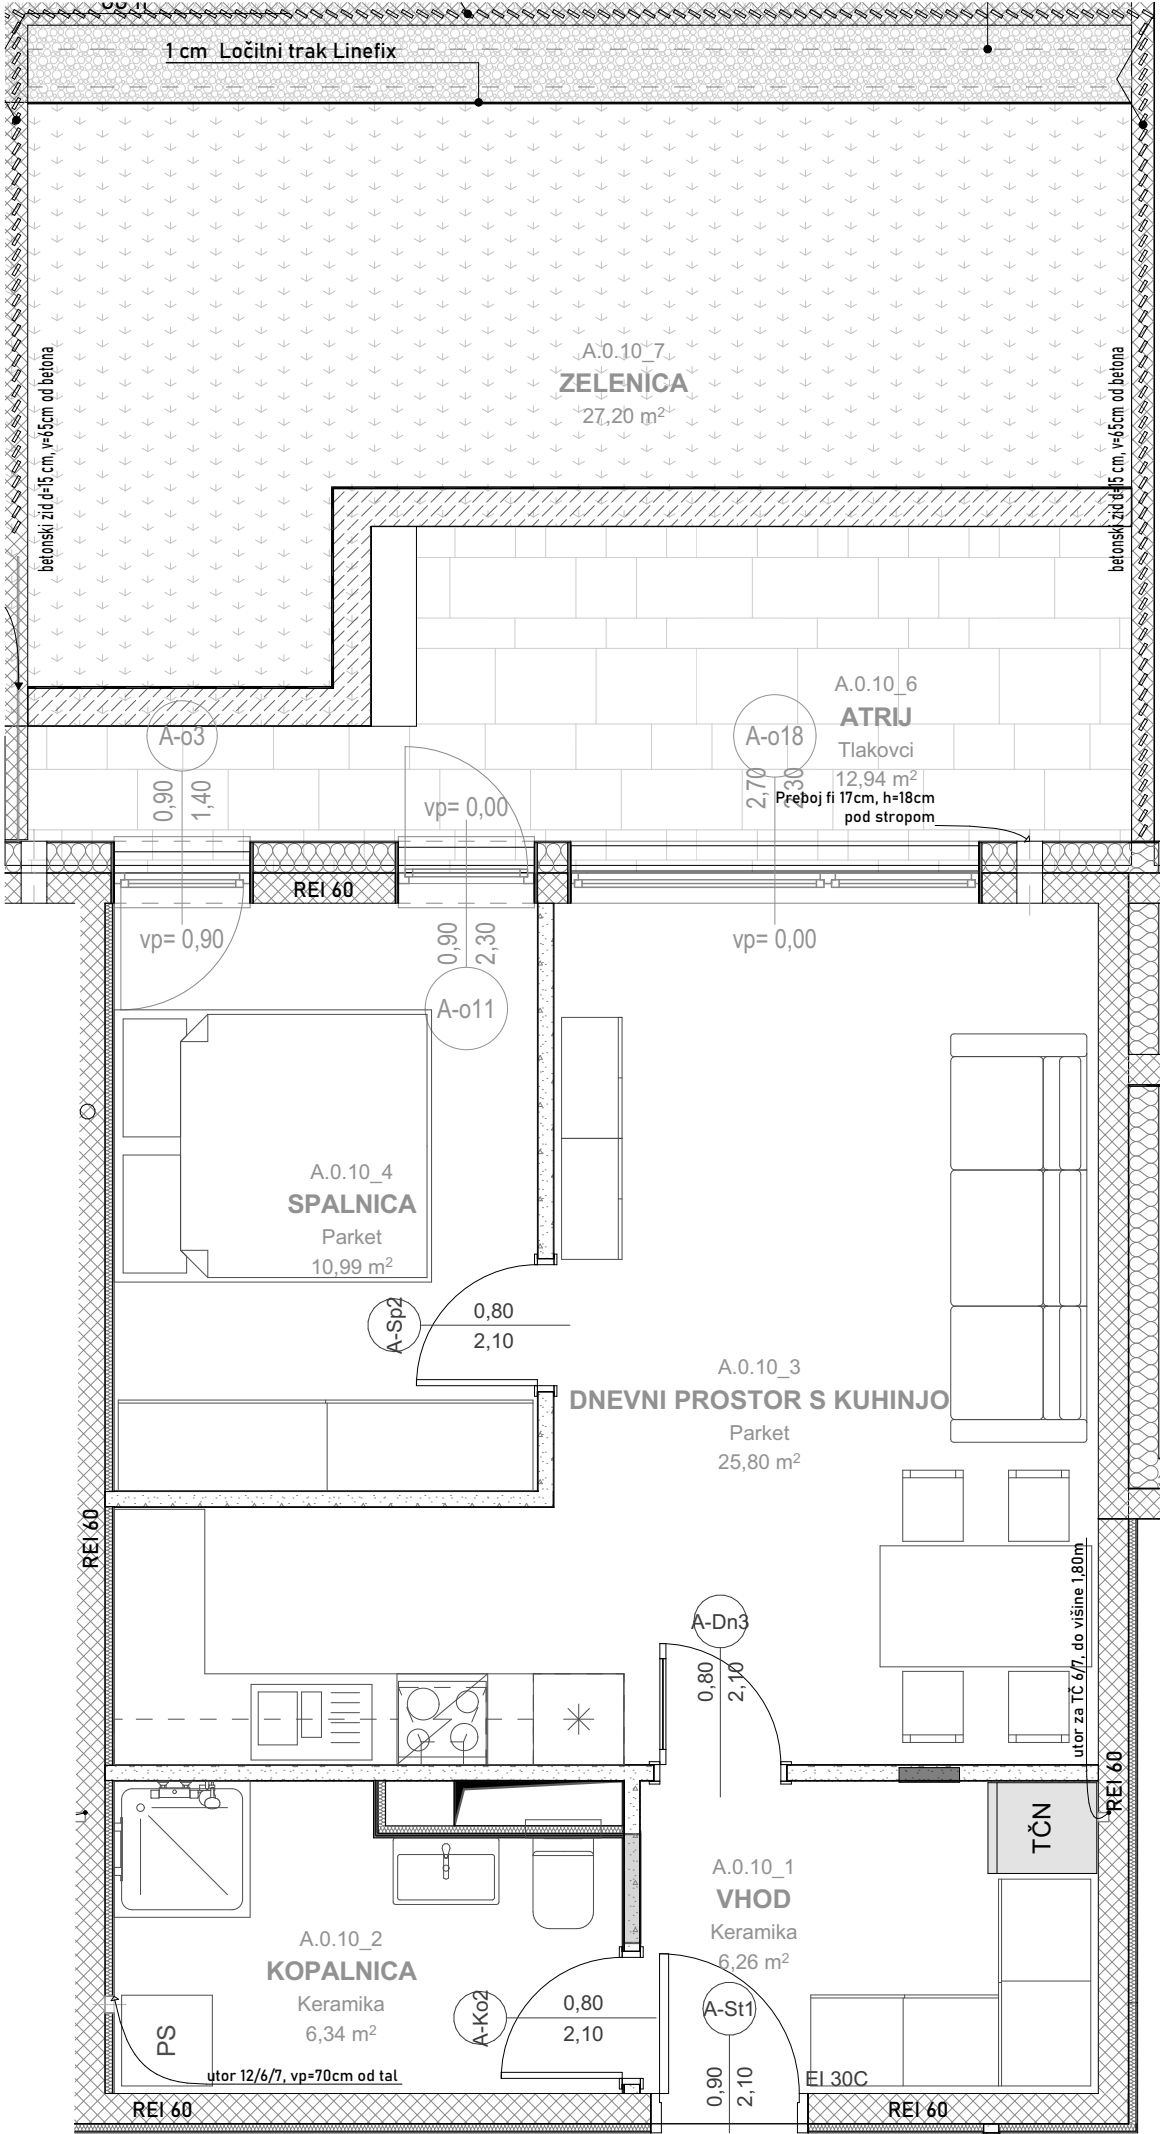 1 cm Ločilni trak Linefix
A.0.10_7
ZELENICA
27,20 m²
betonski zid d=15 cm, v=65cm od betona
betonski zid d=15 cm, v=65cm od betona
A.0.10_6
ATRIJ
Tlakovci
12,94 m²
A-o3
0,90
1,40
A-o18
2,70
2,30
Preboj fi 17cm, h=18cm
pod stropom
vp= 0,00
REI 60
vp= 0,90
0,90
2,30
A-o11
vp= 0,00
A.0.10_4
SPALNICA
Parket
10,99 m²
A-Sp2
0,80
2,10
A.0.10_3
DNEVNI PROSTOR S KUHINJO
Parket
25,80 m²
REI 60
utor za TČ 6/7, do višine 1,80m
A-Dn3
0,80
2,10
REI 60
TČN
A.0.10_1
VHOD
Keramika
6,26 m²
A.0.10_2
KOPALNICA
Keramika
6,34 m²
A-Ko2
0,80
2,10
A-St1
0,90
2,10
PS
utor 12/6/7, vp=70cm od tal
EI 30C
REI 60
REI 60